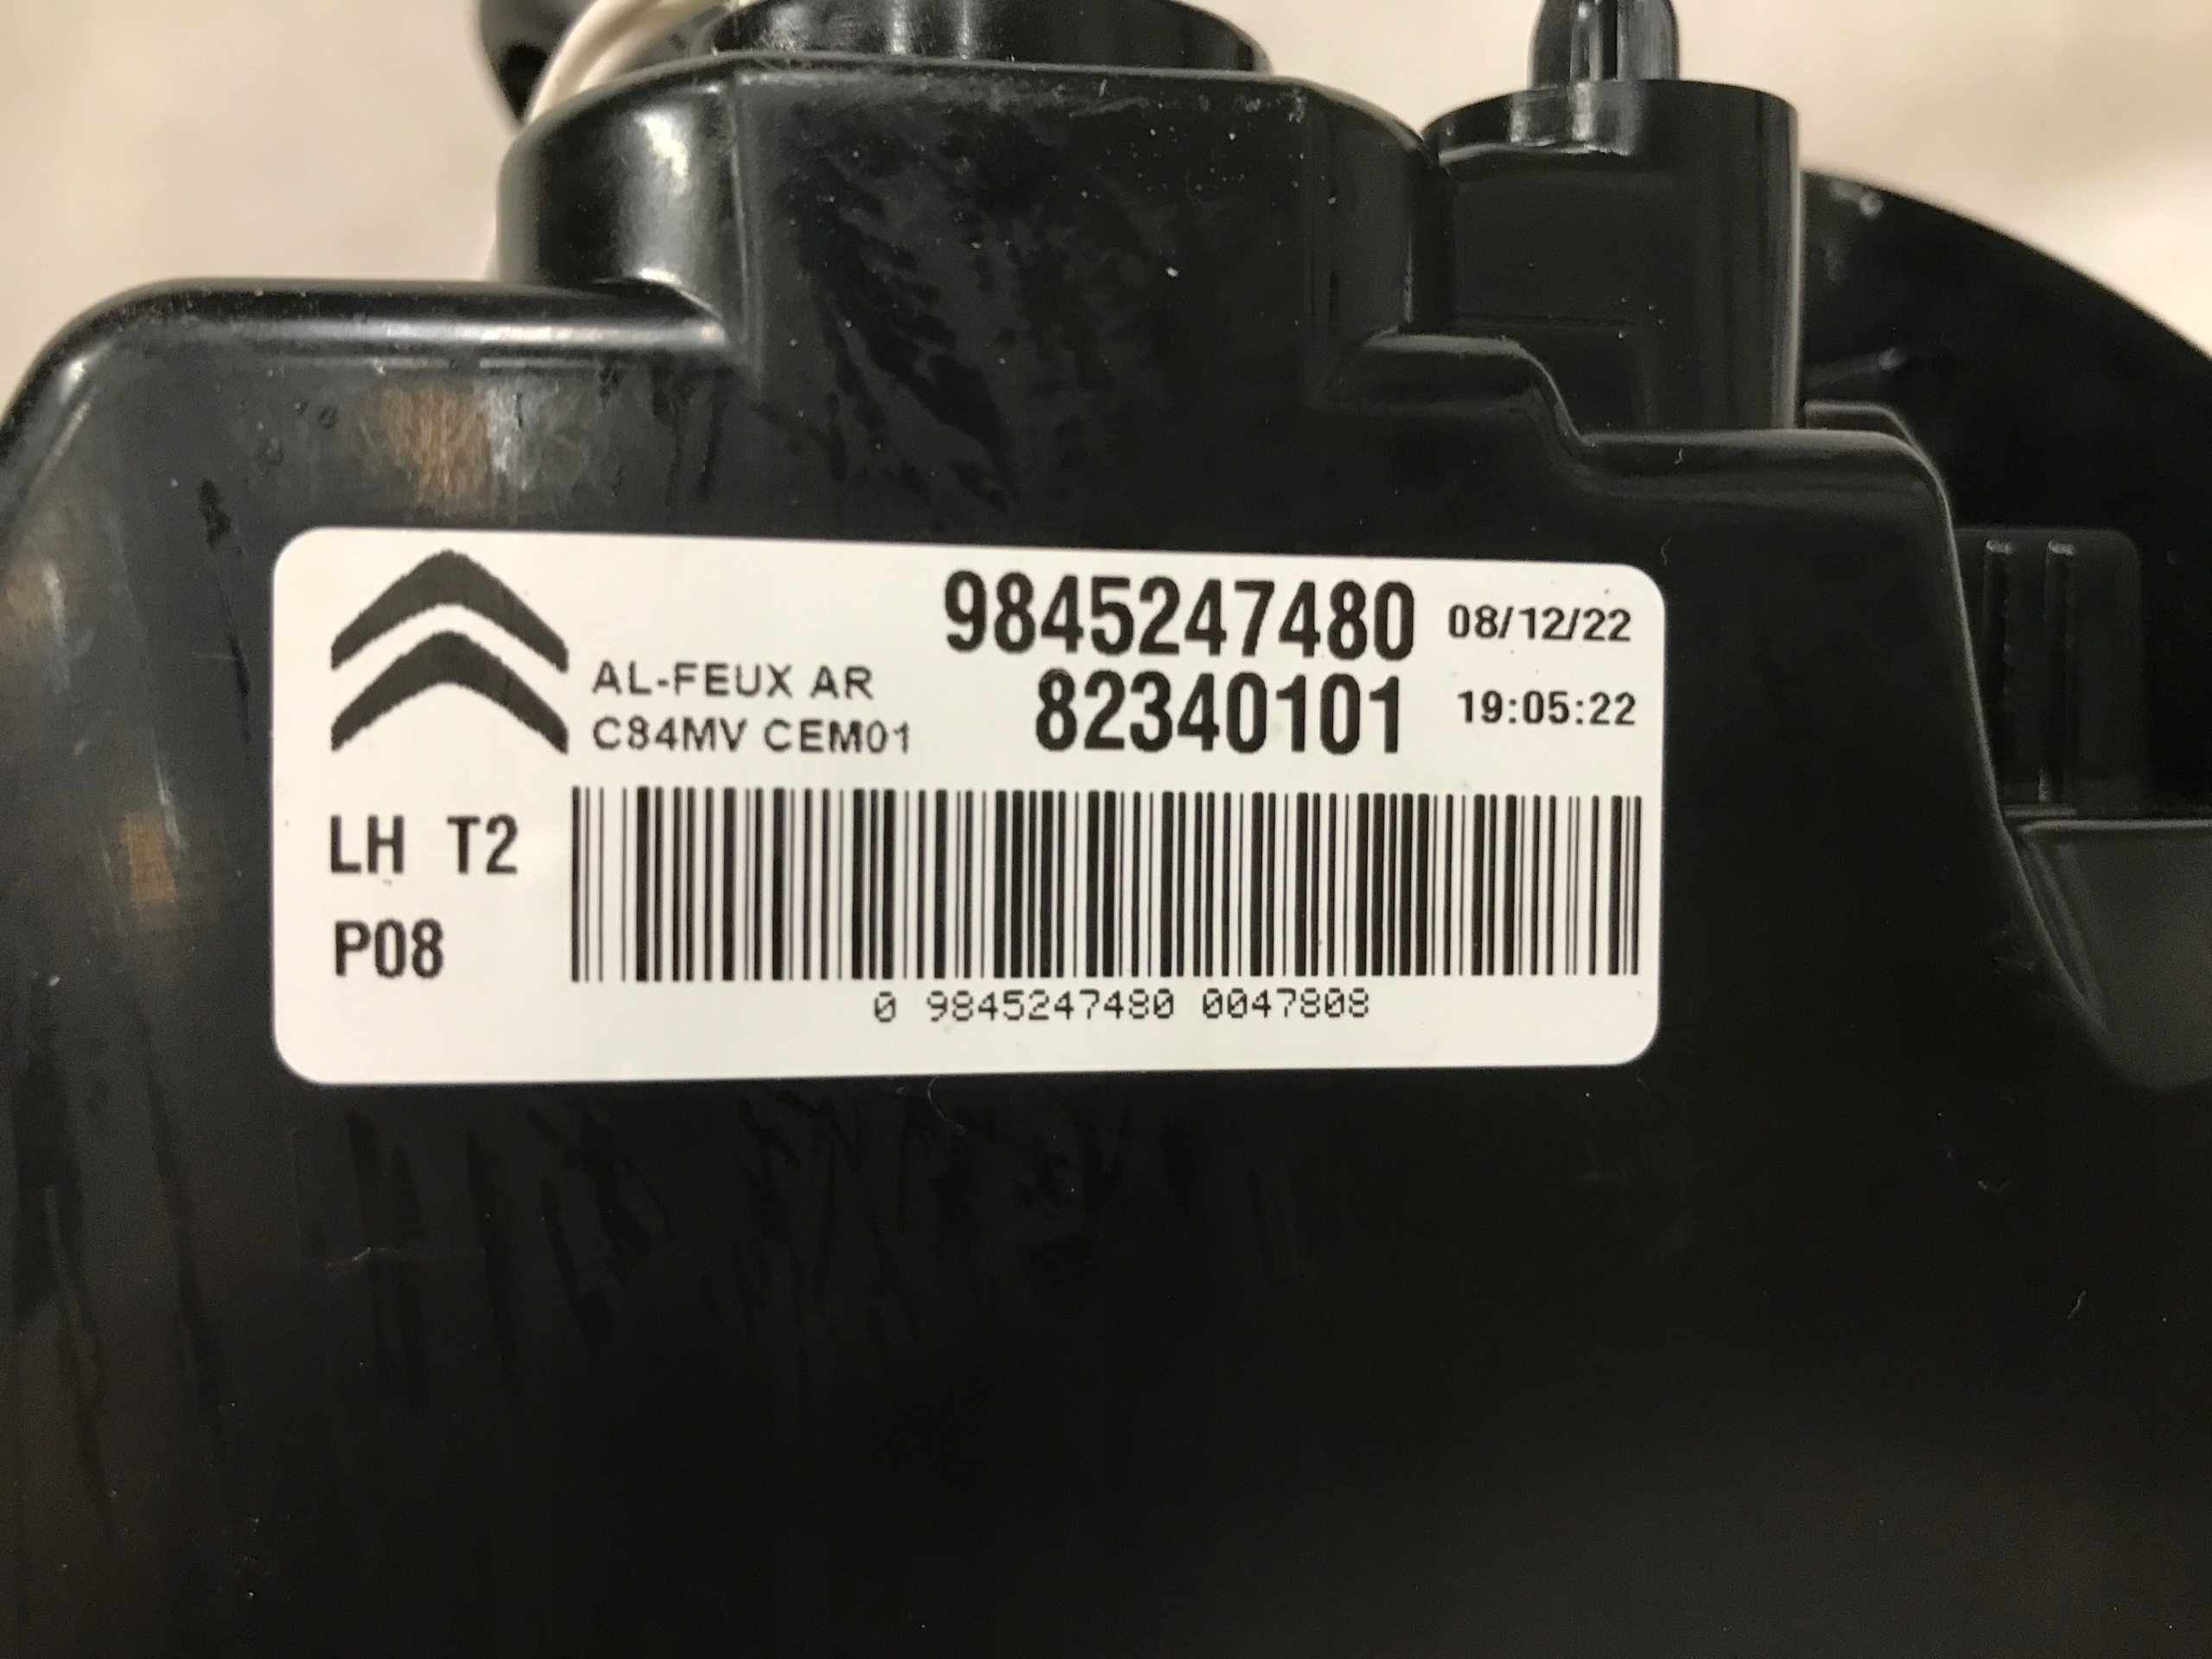 9845247480 08/12/22
AL-FEUX AR 82340101 19:05:22
C84MV CEM01
LH T2
P08
0 9845247480 0047808